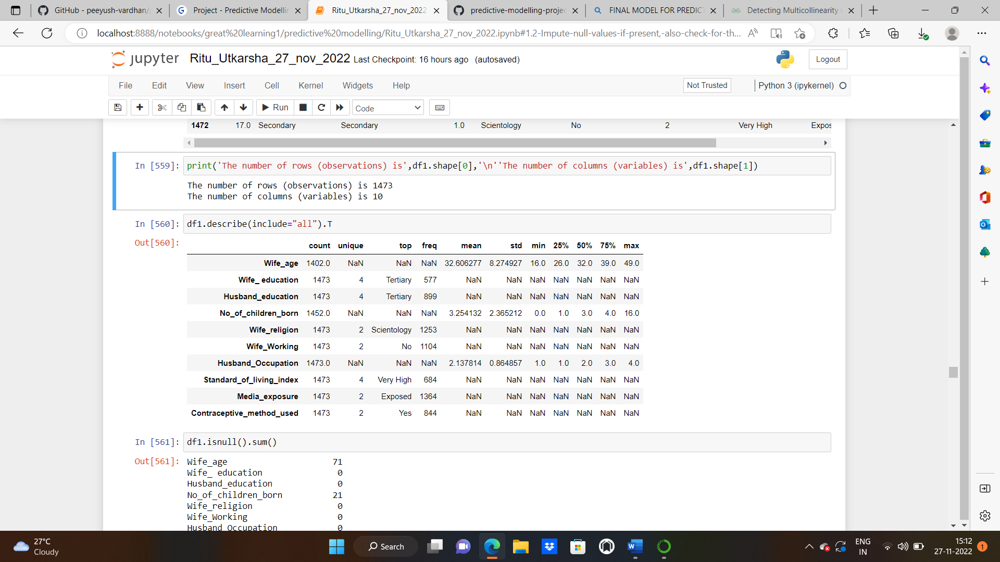 GitHub - peeyush-vardhan/
Project - Predictive Modellin
Ritu_Utkarsha_27_nov_2022
predictive-modelling-projec
FINAL MODEL FOR PREDICT
Detecting Multicollinearity
localhost:8888/notebooks/great%20learning1/predictive%20modelling/Ritu_Utkarsha_27_nov_2022.ipynb#1.2-Impute-null-values-if-present,-also-check-for-th...
jupyter Ritu_Utkarsha_27_nov_2022 Last Checkpoint: 16 hours ago (autosaved)
Logout
File Edit View Insert Cell Kernel Widgets Help
Not Trusted
Python 3 (ipykernel)
Run
Code
1472 17.0 Secondary Secondary 1.0 Scientology No 2 Very High Expos
In [559]: print('The number of rows (observations) is',df1.shape[0],'\n''The number of columns (variables) is',df1.shape[1])
The number of rows (observations) is 1473
The number of columns (variables) is 10
In [560]: df1.describe(include="all").T
Out[560]:
count unique top freq mean std min 25% 50% 75% max
Wife_age 1402.0 NaN NaN NaN 32.606277 8.274927 16.0 26.0 32.0 39.0 49.0
Wife_ education 1473 4 Tertiary 577 NaN NaN NaN NaN NaN NaN NaN
Husband_education 1473 4 Tertiary 899 NaN NaN NaN NaN NaN NaN NaN
No_of_children_born 1452.0 NaN NaN NaN 3.254132 2.365212 0.0 1.0 3.0 4.0 16.0
Wife_religion 1473 2 Scientology 1253 NaN NaN NaN NaN NaN NaN NaN
Wife_Working 1473 2 No 1104 NaN NaN NaN NaN NaN NaN NaN
Husband_Occupation 1473.0 NaN NaN NaN 2.137814 0.864857 1.0 1.0 2.0 3.0 4.0
Standard_of_living_index 1473 4 Very High 684 NaN NaN NaN NaN NaN NaN NaN
Media_exposure 1473 2 Exposed 1364 NaN NaN NaN NaN NaN NaN NaN
Contraceptive_method_used 1473 2 Yes 844 NaN NaN NaN NaN NaN NaN NaN
In [561]: df1.isnull().sum()
Out[561]: Wife_age 71
Wife_ education 0
Husband_education 0
No_of_children_born 21
Wife_religion 0
Wife_Working 0
Husband_Occupation 0
27°C
Cloudy
Search
ENG
IN
15:12
27-11-2022
1